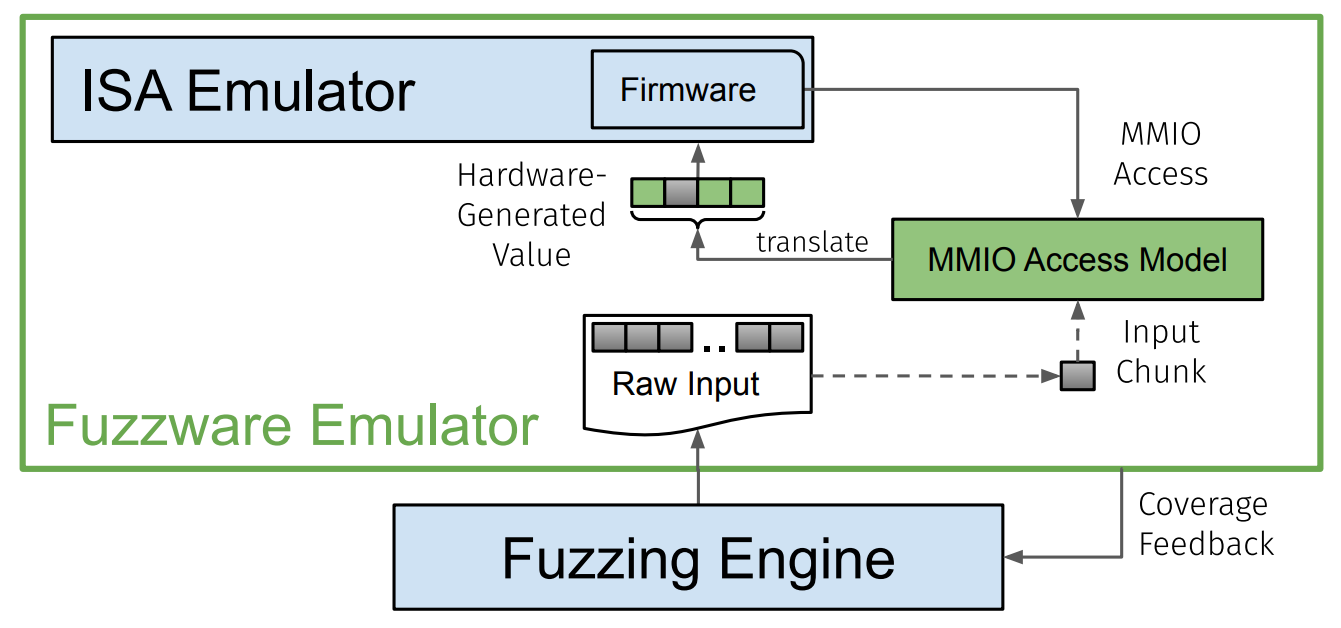 ISA Emulator
Firmware
MMIO
Access
Hardware-
Generated
Value
translate
MMIO Access Model
Input
Chunk
..
Raw Input
Fuzzware Emulator
Coverage
Feedback
Fuzzing Engine